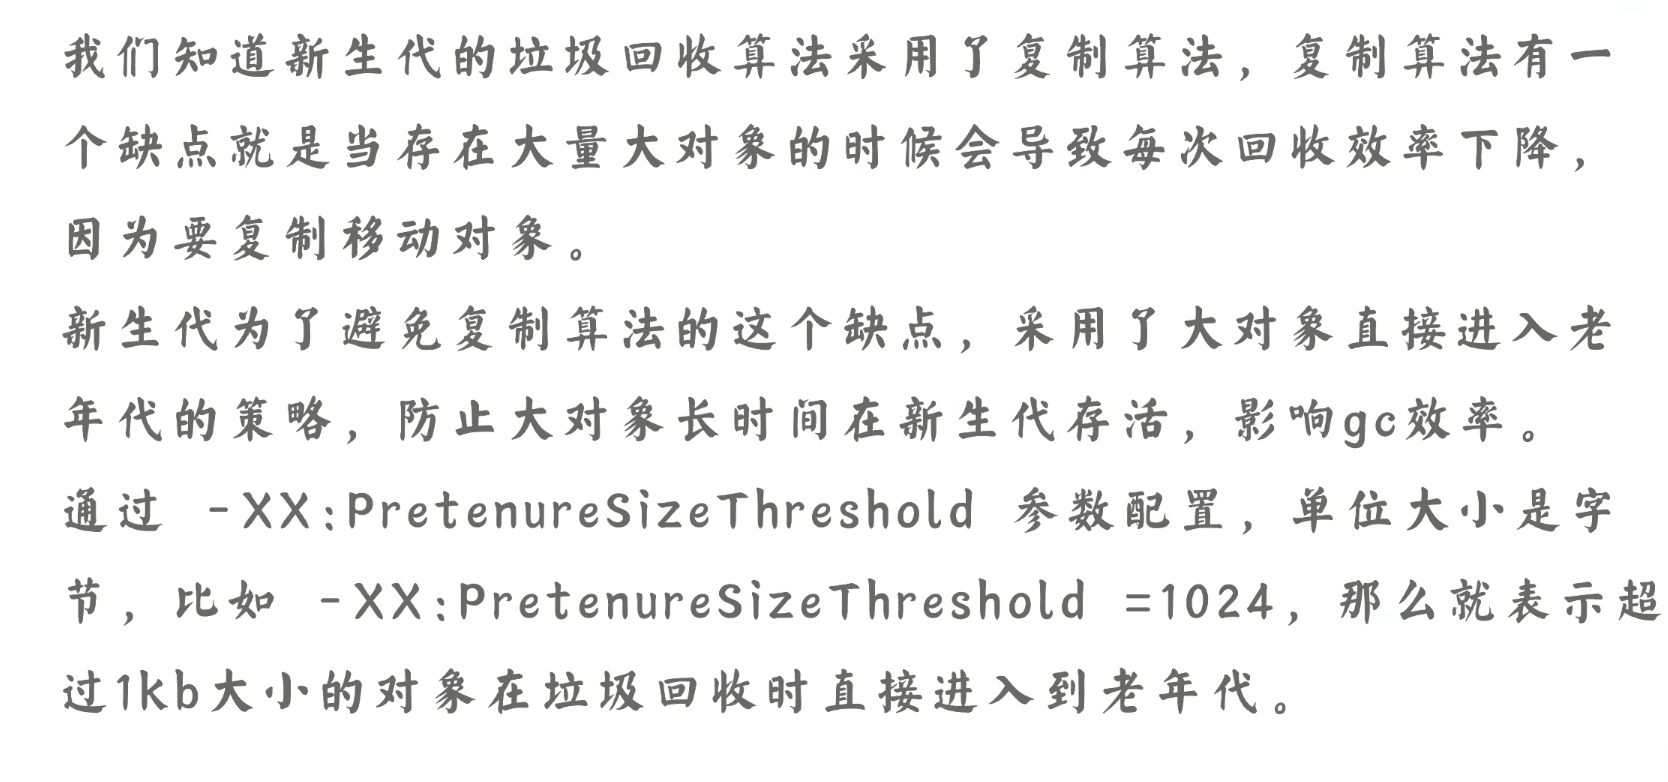 我们知道新生代的垃圾回收算法采用了复制算法，复制算法有一
个缺点就是当存在大量大对象的时候会导致每次回收效率下降，
因为要复制移动对象。
新生代为了避免复制算法的这个缺点，采用了大对象直接进入老
年代的策略，防止大对象长时间在新生代存活，影响gc效率。
通过 -XX:PretenureSizeThreshold 参数配置，单位大小是字
节，比如 -XX:PretenureSizeThreshold =1024，那么就表示超
过1kb大小的对象在垃圾回收时直接进入到老年代。